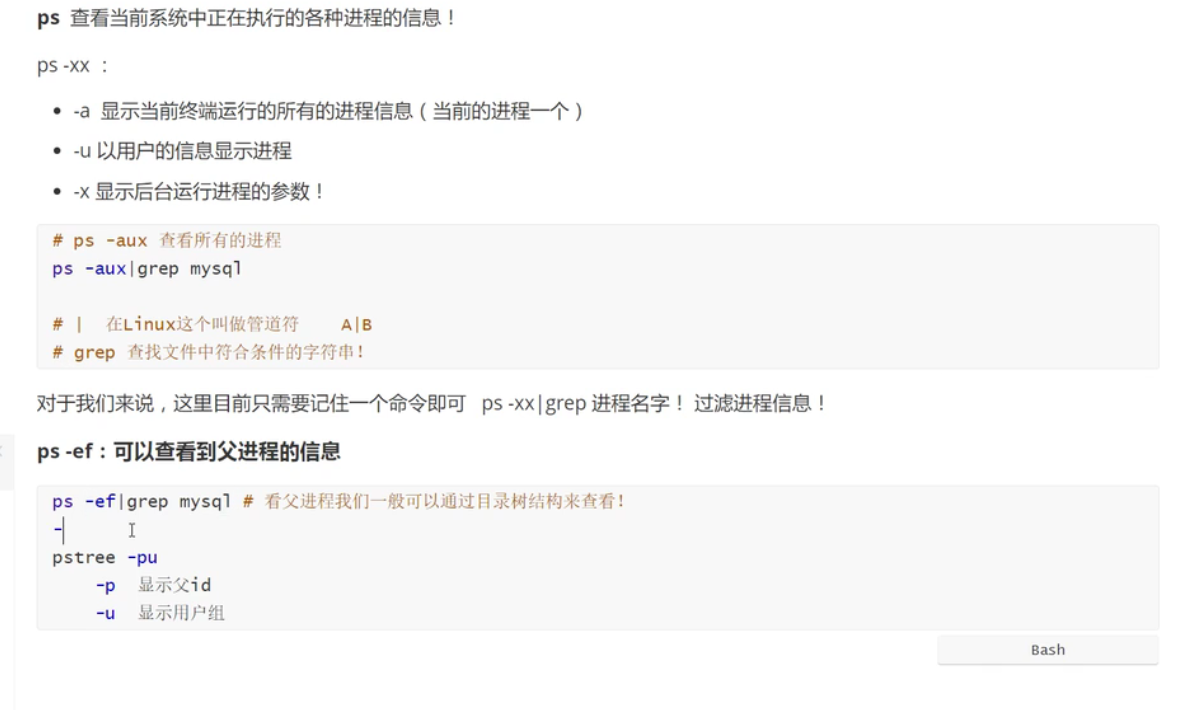 ps 查看当前系统中正在执行的各种进程的信息！
ps -xx ：
• -a 显示当前终端运行的所有的进程信息（当前的进程一个）
• -u 以用户的信息显示进程
• -x 显示后台运行进程的参数！
# ps -aux 查看所有的进程
ps -aux|grep mysql
# | 在Linux这个叫做管道符 A|B
# grep 查找文件中符合条件的字符串！
对于我们来说，这里目前只需要记住一个命令即可 ps -xx|grep 进程名字！ 过滤进程信息！
ps -ef：可以查看到父进程的信息
ps -ef|grep mysql # 看父进程我们一般可以通过目录树结构来查看！
-
pstree -pu
-p 显示父id
-u 显示用户组
Bash